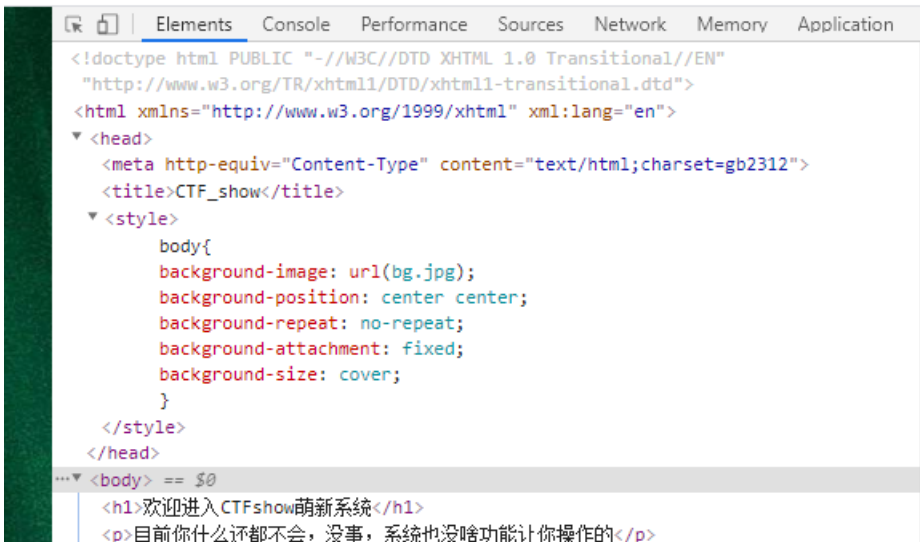 Elements Console Performance Sources Network Memory Application
<!doctype html PUBLIC "-//W3C//DTD XHTML 1.0 Transitional//EN"
"http://www.w3.org/TR/xhtml1/DTD/xhtml1-transitional.dtd">
<html xmlns="http://www.w3.org/1999/xhtml" xml:lang="en">
▼<head>
<meta http-equiv="Content-Type" content="text/html;charset=gb2312">
<title>CTF_show</title>
▼<style>
body{
background-image: url(bg.jpg);
background-position: center center;
background-repeat: no-repeat;
background-attachment: fixed;
background-size: cover;
}
</style>
</head>
…▼<body> == $0
<h1>欢迎进入CTFshow萌新系统</h1>
<p>目前你什么还都不会，没事，系统也没啥功能让你操作的</p>